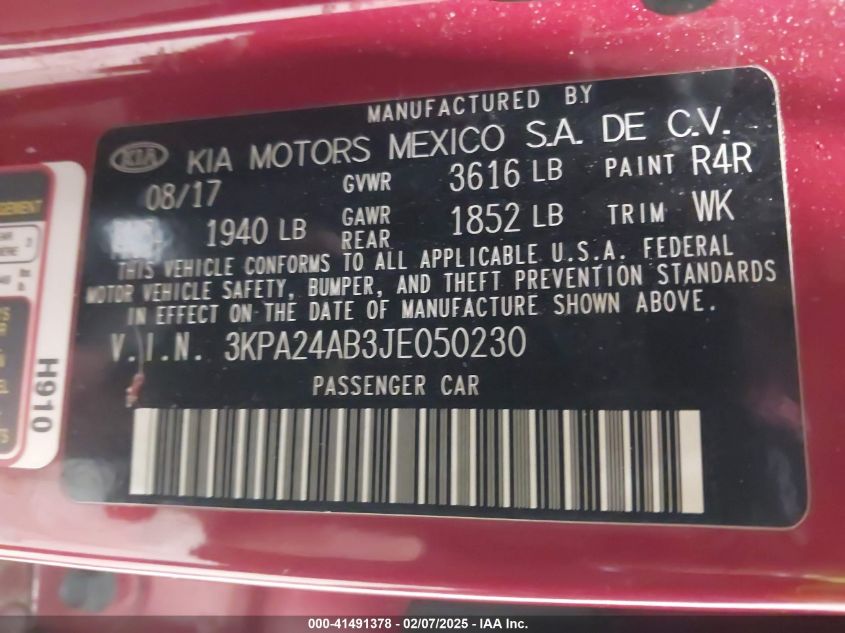 MANUFACTURED BY
KIA KIA MOTORS MEXICO S.A. DE C.V.
08/17 GVWR 3616 LB PAINT R4R
1940 LB GAWR REAR 1852 LB TRIM WK
THIS VEHICLE CONFORMS TO ALL APPLICABLE U.S.A. FEDERAL
MOTOR VEHICLE SAFETY, BUMPER, AND THEFT PREVENTION STANDARDS
IN EFFECT ON THE DATE OF MANUFACTURE SHOWN ABOVE.
V.I.N. 3KPA24AB3JE050230
PASSENGER CAR
H910
000-41491378 - 02/07/2025 - IAA Inc.